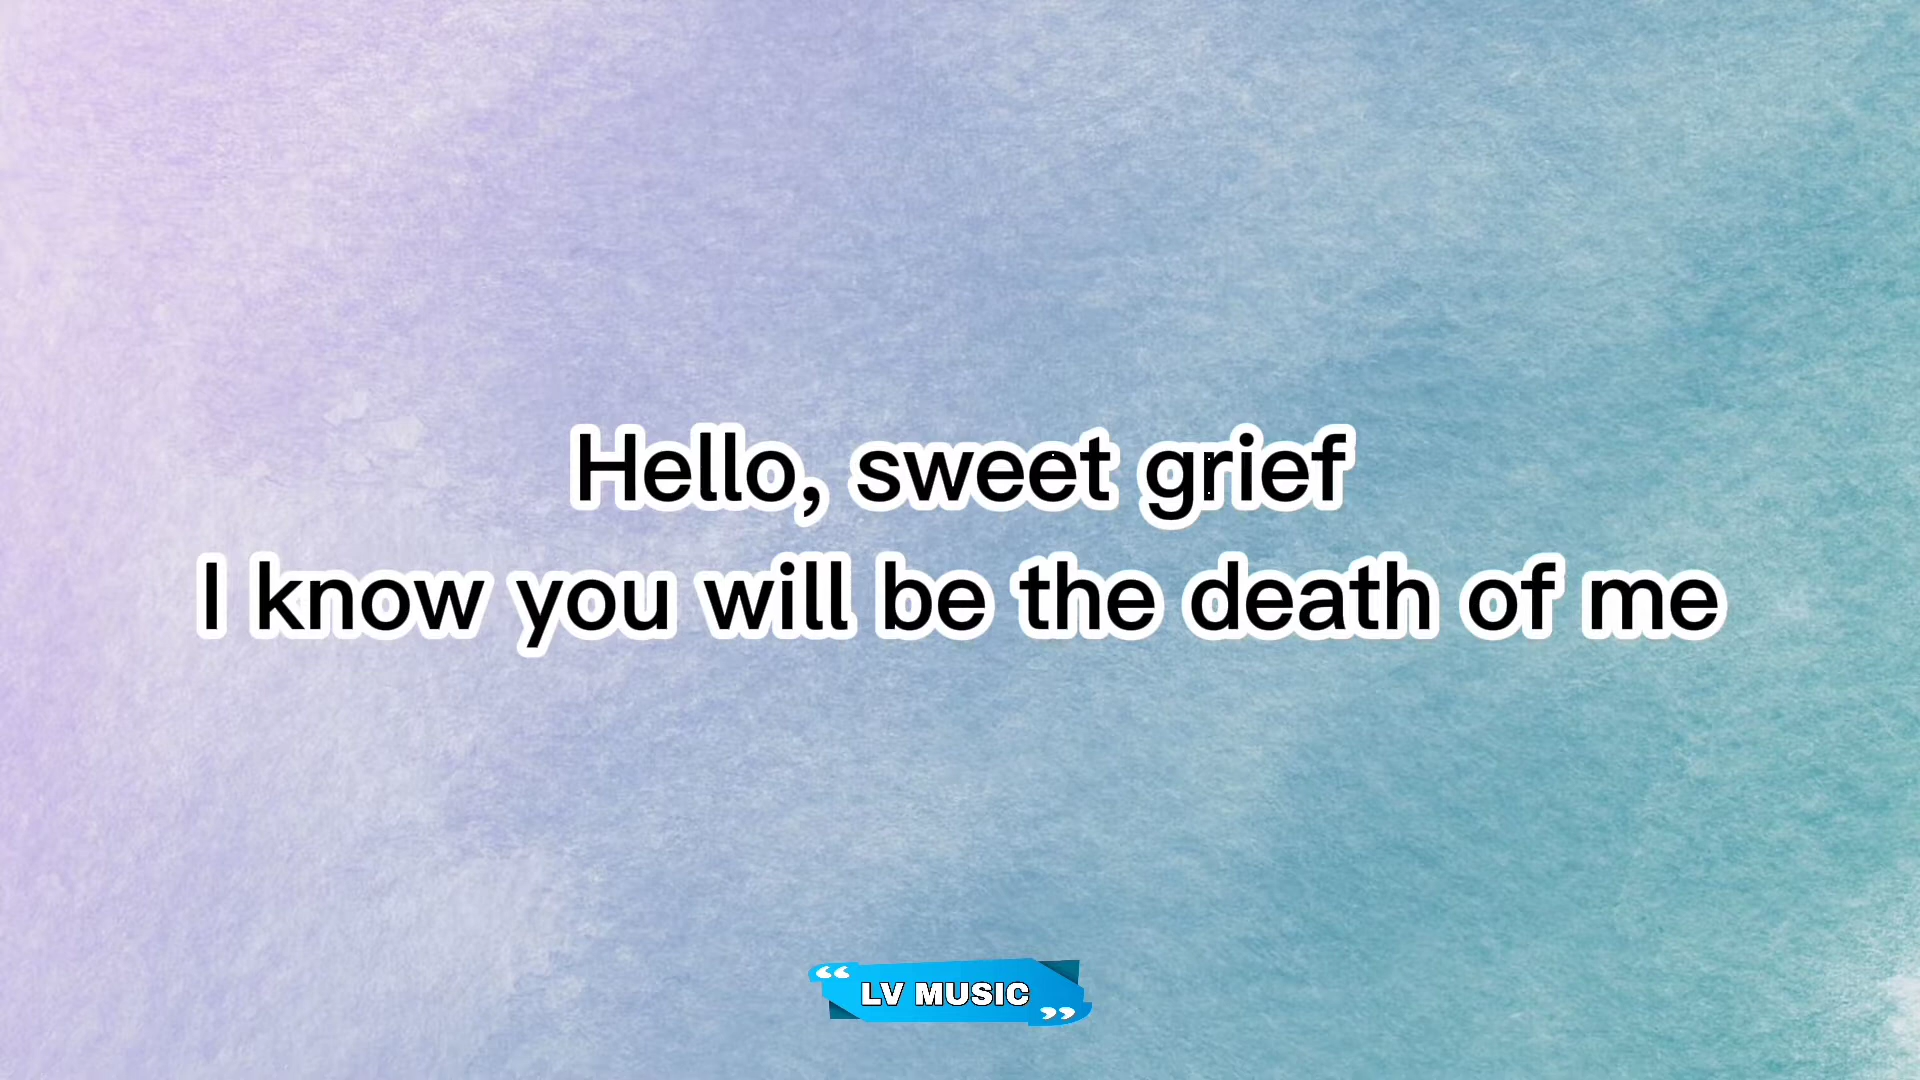 Hello, sweet grief
I know you will be the death of me
“ LV MUSIC ”